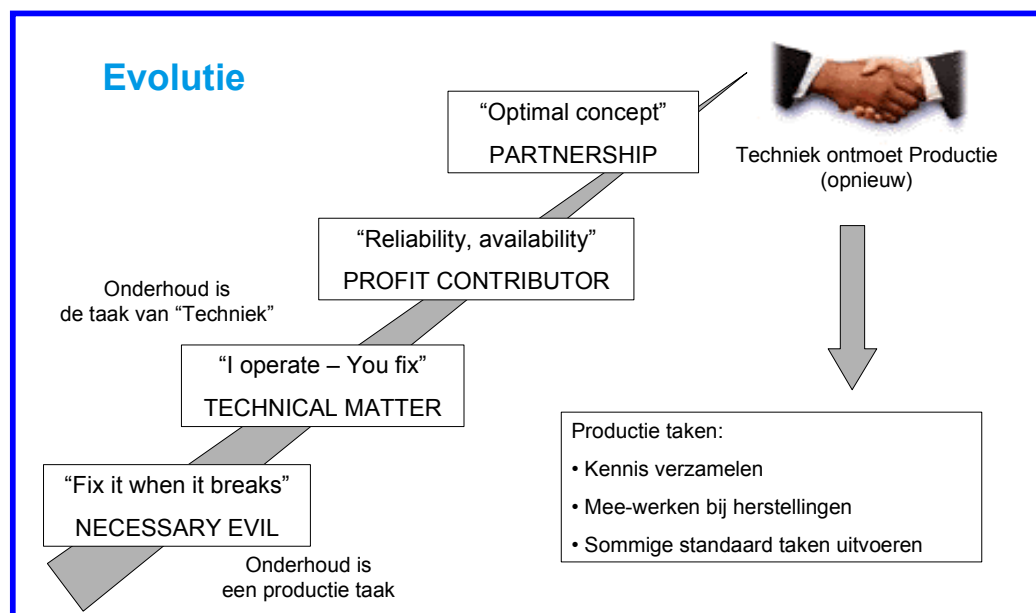 Evolutie
“Optimal concept”
PARTNERSHIP
Techniek ontmoet Productie
(opnieuw)
“Reliability, availability”
PROFIT CONTRIBUTOR
Onderhoud is
de taak van “Techniek”
“I operate – You fix”
TECHNICAL MATTER
“Fix it when it breaks”
NECESSARY EVIL
Onderhoud is
een productie taak
Productie taken:
• Kennis verzamelen
• Mee-werken bij herstellingen
• Sommige standaard taken uitvoeren